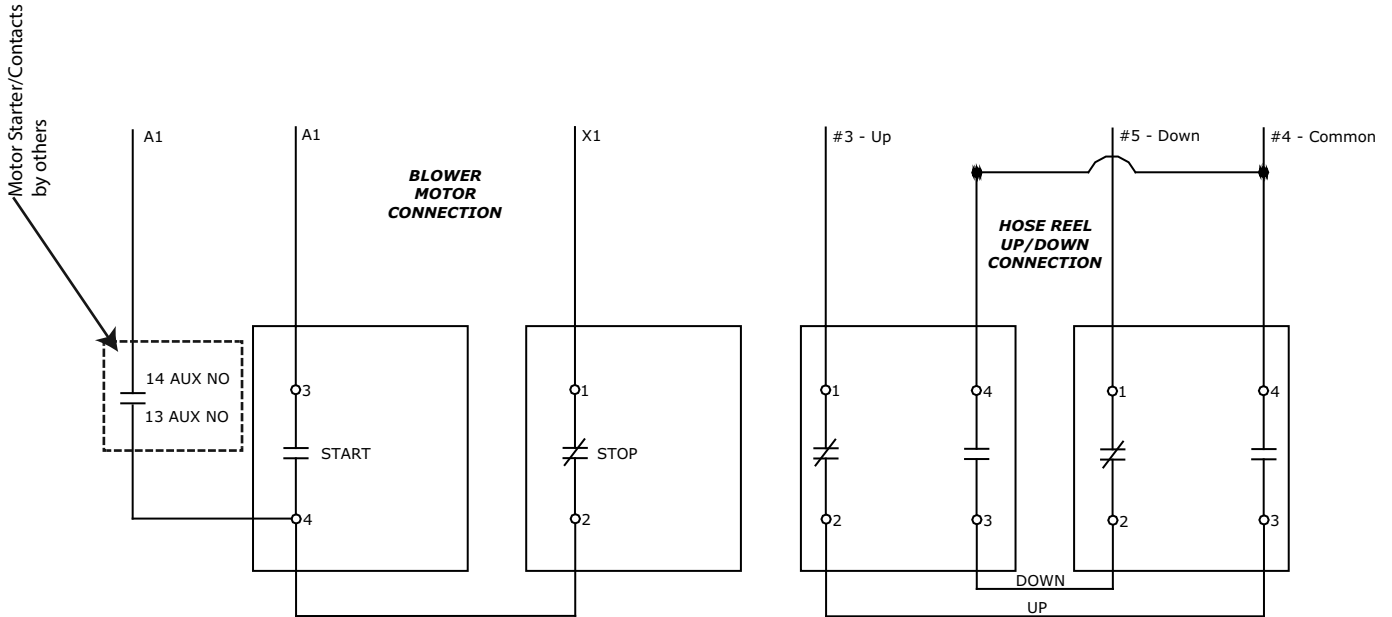 Motor Starter/Contacts
by others
A1
A1
X1
#3 - Up
#5 - Down
#4 - Common
BLOWER
MOTOR
CONNECTION
HOSE REEL
UP/DOWN
CONNECTION
14 AUX NO
13 AUX NO
3
1
1
4
1
4
START
STOP
4
2
2
3
2
3
DOWN
UP